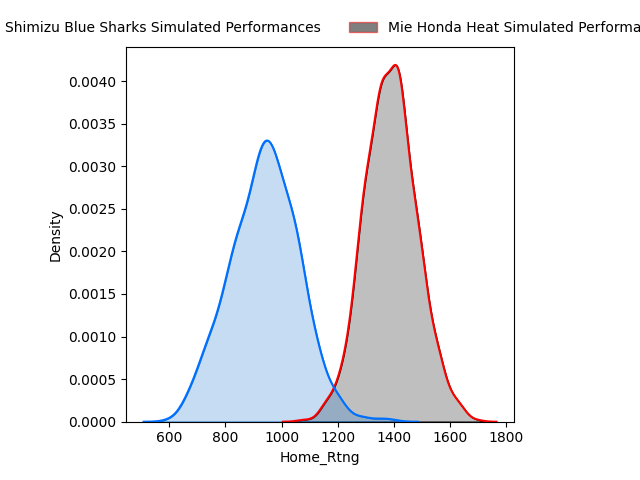 Shimizu Blue Sharks Simulated Performances
Mie Honda Heat Simulated Performa
0.0040
0.0035
0.0030
0.0025
0.0020
0.0015
0.0010
0.0005
0.0000
Density
600 800 1000 1200 1400 1600 1800
Home_Rtng